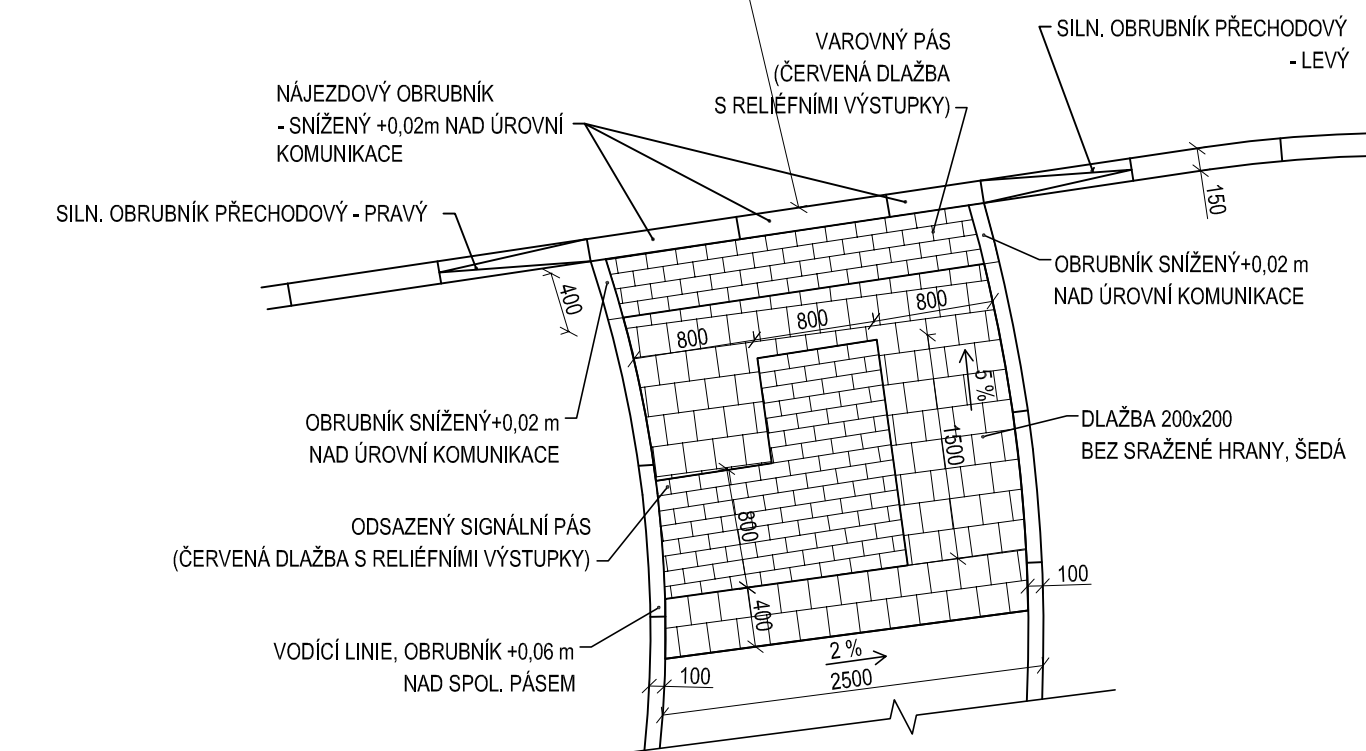 SILN. OBRUBNÍK PŘECHODOVÝ
- LEVÝ
VAROVNÝ PÁS
(ČERVENÁ DLAŽBA
S RELIÉFNÍMI VÝSTUPKY)
NÁJEZDOVÝ OBRUBNÍK
- SNÍŽENÝ +0,02m NAD ÚROVNÍ
KOMUNIKACE
SILN. OBRUBNÍK PŘECHODOVÝ - PRAVÝ
150
400
OBRUBNÍK SNÍŽENÝ+0,02 m
NAD ÚROVNÍ KOMUNIKACE
800
800
800
5 %
1500
OBRUBNÍK SNÍŽENÝ+0,02 m
NAD ÚROVNÍ KOMUNIKACE
DLAŽBA 200x200
BEZ SRAŽENÉ HRANY, ŠEDÁ
ODSAZENÝ SIGNÁLNÍ PÁS
(ČERVENÁ DLAŽBA S RELIÉFNÍMI VÝSTUPKY)
800
400
100
VODÍCÍ LINIE, OBRUBNÍK +0,06 m
NAD SPOL. PÁSEM
100
2 %
2500